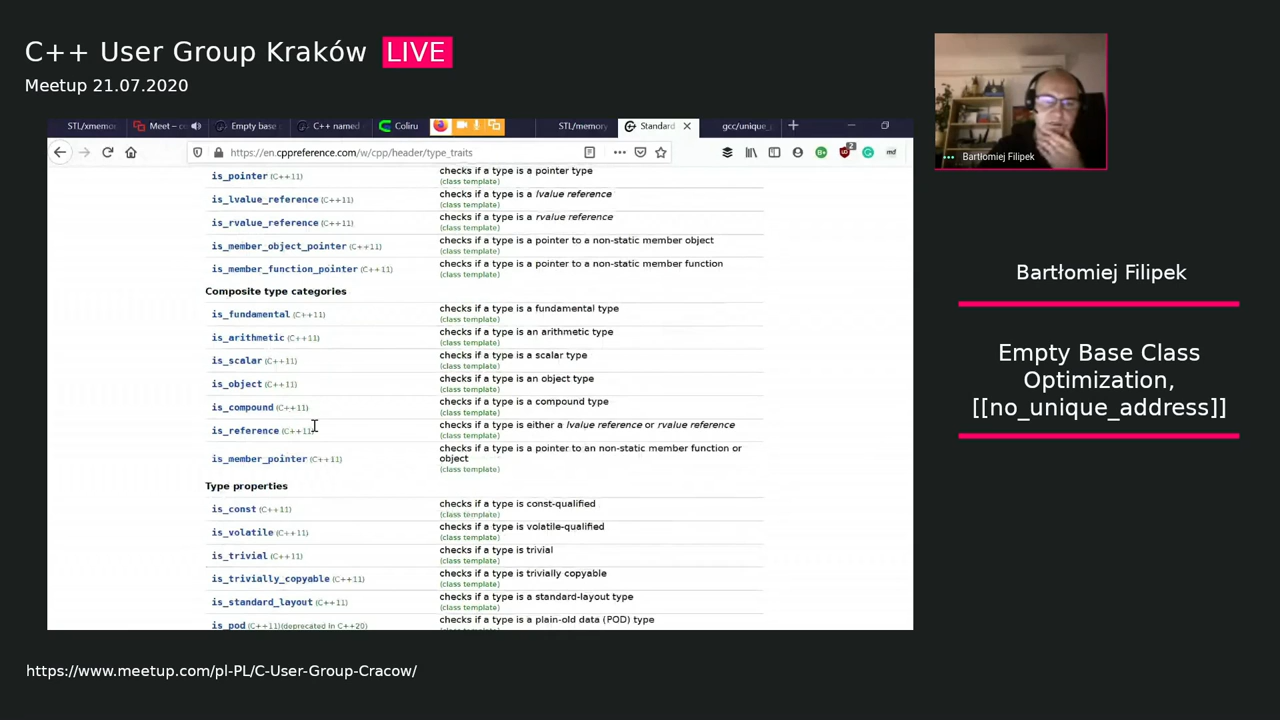 C++ User Group Kraków LIVE
Meetup 21.07.2020
STL/xmemo Meet – cu Empty base C++ named Coliru STL/memory Standard gcc/unique_
https://en.cppreference.com/w/cpp/header/type_traits
is_pointer (C++11) checks if a type is a pointer type
(class template)
is_lvalue_reference (C++11) checks if a type is a lvalue reference
(class template)
is_rvalue_reference (C++11) checks if a type is a rvalue reference
(class template)
is_member_object_pointer (C++11) checks if a type is a pointer to a non-static member object
(class template)
is_member_function_pointer (C++11) checks if a type is a pointer to a non-static member function
(class template)
Composite type categories
is_fundamental (C++11) checks if a type is a fundamental type
(class template)
is_arithmetic (C++11) checks if a type is an arithmetic type
(class template)
is_scalar (C++11) checks if a type is a scalar type
(class template)
is_object (C++11) checks if a type is an object type
(class template)
is_compound (C++11) checks if a type is a compound type
(class template)
is_reference (C++11) checks if a type is either a lvalue reference or rvalue reference
(class template)
is_member_pointer (C++11) checks if a type is a pointer to an non-static member function or
object
(class template)
Type properties
is_const (C++11) checks if a type is const-qualified
(class template)
is_volatile (C++11) checks if a type is volatile-qualified
(class template)
is_trivial (C++11) checks if a type is trivial
(class template)
is_trivially_copyable (C++11) checks if a type is trivially copyable
(class template)
is_standard_layout (C++11) checks if a type is a standard-layout type
(class template)
is_pod (C++11)(deprecated in C++20) checks if a type is a plain-old data (POD) type
Bartłomiej Filipek
Bartłomiej Filipek
Empty Base Class
Optimization,
[[no_unique_address]]
https://www.meetup.com/pl-PL/C-User-Group-Cracow/